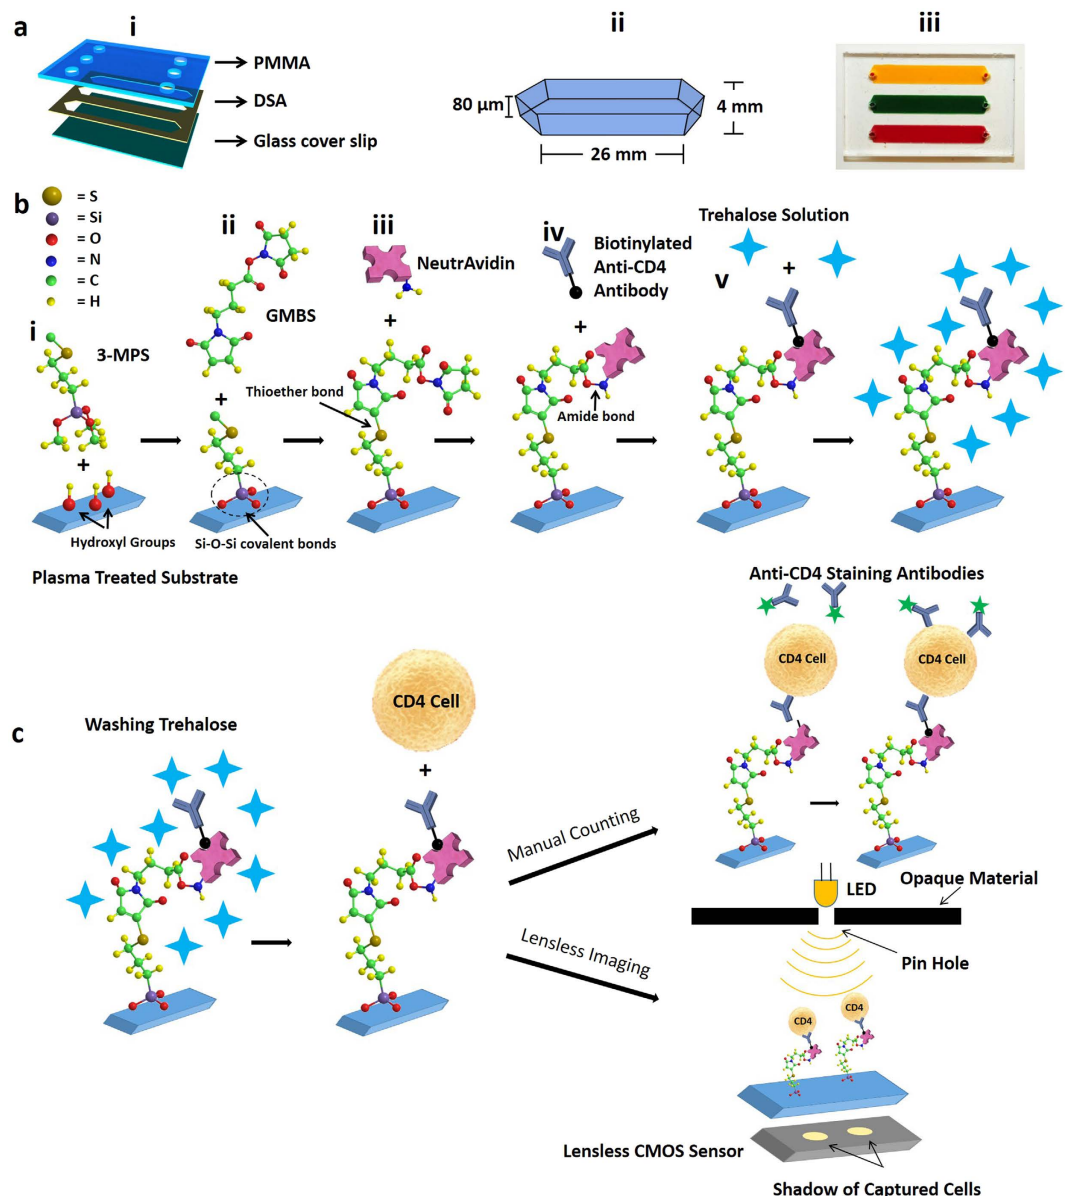 a
i
PMMA
DSA
Glass cover slip
ii
80 µm
4 mm
26 mm
iii
b
= S
= Si
= O
= N
= C
= H
i
3-MPS
+
Hydroxyl Groups
Plasma Treated Substrate
ii
GMBS
+
Si-O-Si covalent bonds
iii
NeutrAvidin
+
Thioether bond
iv
Biotinylated
Anti-CD4
Antibody
+
Amide bond
Trehalose Solution
v
+
c
Washing Trehalose
CD4 Cell
+
Manual Counting
Lensless Imaging
Anti-CD4 Staining Antibodies
CD4 Cell
CD4 Cell
LED
Opaque Material
Pin Hole
CD4
CD4
Lensless CMOS Sensor
Shadow of Captured Cells